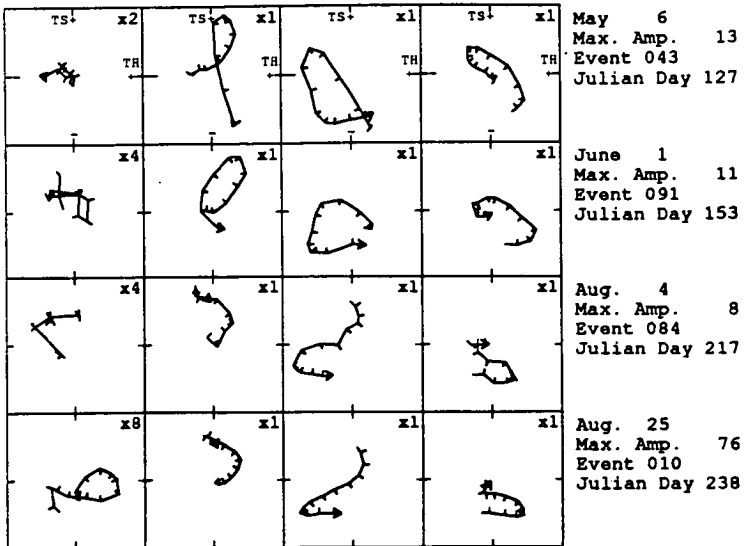 TS+ x2 TS+ x1 TS+ x1 TS+ x1 May 6
Max. Amp. 13
TH TH TH Event 043
Julian Day 127
x4 x1 x1 x1 June 1
Max. Amp. 11
Event 091
Julian Day 153
x4 x1 x1 x1 Aug. 4
Max. Amp. 8
Event 084
Julian Day 217
x8 x1 x1 x1 Aug. 25
Max. Amp. 76
Event 010
Julian Day 238